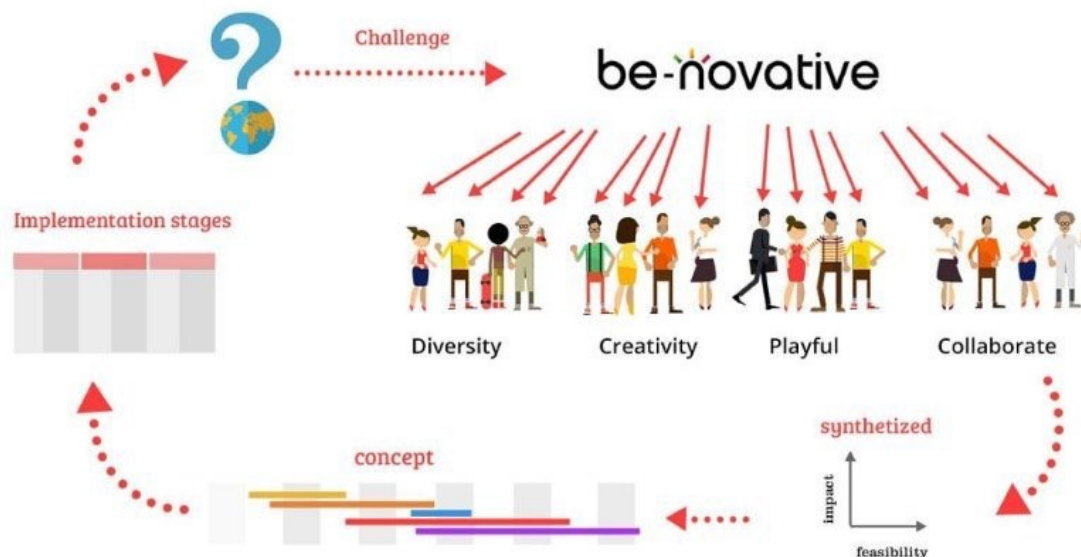 Challenge
be-novative
Implementation stages
Diversity
Creativity
Playful
Collaborate
synthetized
impact
feasibility
concept